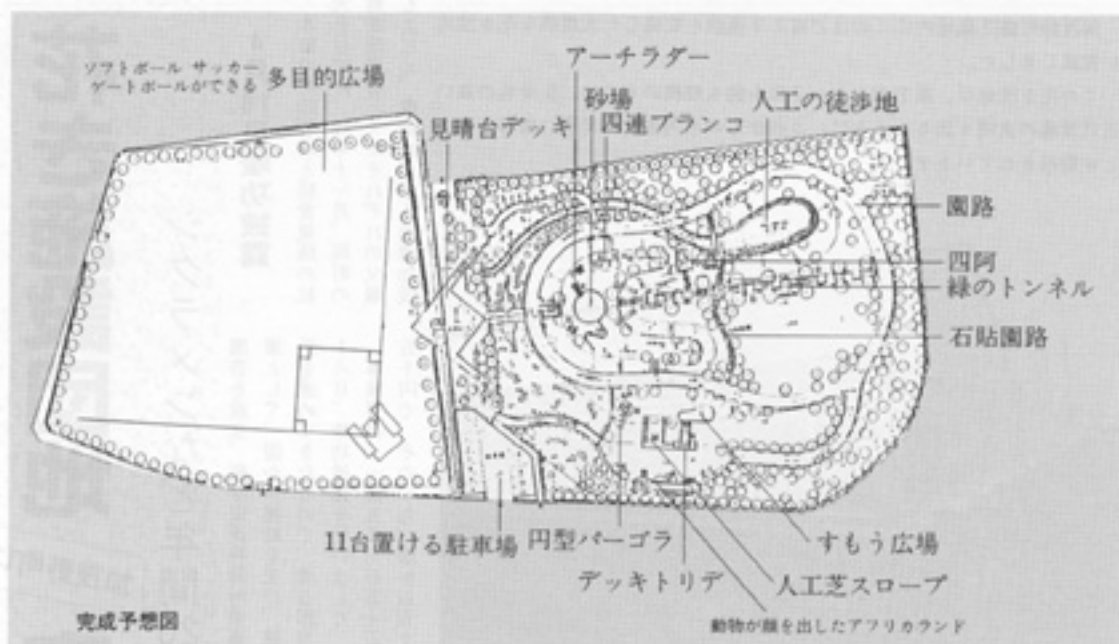 アーチラダー
ソフトボール サッカー
ゲートボールができる
多目的広場
砂場
人工の徒渉地
見晴台デッキ
四連ブランコ
園路
四阿
緑のトンネル
石貼園路
11台置ける駐車場
円型パーゴラ
すもう広場
デッキトリデ
人工芝スロープ
完成予想図
動物が顔を出したアフリカランド